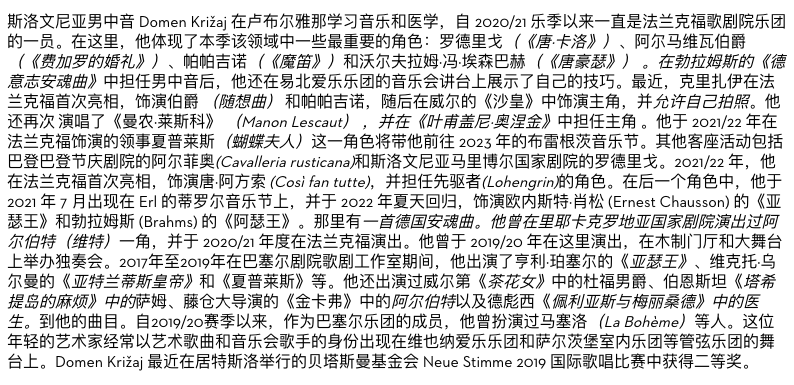 斯洛文尼亚男中音 Domen Križaj 在卢布尔雅那学习音乐和医学，自 2020/21 乐季以来一直是法兰克福歌剧院乐团
的一员。在这里，他体现了本季该领域中一些最重要的角色：罗德里戈（《唐·卡洛》）、阿尔马维瓦伯爵
（《费加罗的婚礼》）、帕帕吉诺（《魔笛》）和沃尔夫拉姆·冯·埃森巴赫（《唐豪瑟》）。在勃拉姆斯的《德
意志安魂曲》中担任男中音后，他还在易北爱乐乐团的音乐会讲台上展示了自己的技巧。最近，克里扎伊在法
兰克福首次亮相，饰演伯爵 （随想曲） 和帕帕吉诺，随后在威尔的《沙皇》中饰演主角，并允许自己拍照。他
还再次 演唱了《曼农·莱斯科》 （Manon Lescaut），并在《叶甫盖尼·奥涅金》中担任主角 。他于 2021/22 年在
法兰克福饰演的领事夏普莱斯（蝴蝶夫人）这一角色将带他前往 2023 年的布雷根茨音乐节。其他客座活动包括
巴登巴登节庆剧院的阿尔菲奥(Cavalleria rusticana)和斯洛文尼亚马里博尔国家剧院的罗德里戈。2021/22 年，他
在法兰克福首次亮相，饰演唐·阿方索 (Così fan tutte)，并担任先驱者(Lohengrin)的角色。在后一个角色中，他于
2021 年 7 月出现在 Erl 的蒂罗尔音乐节上，并于 2022 年夏天回归，饰演欧内斯特·肖松 (Ernest Chausson) 的《亚
瑟王》和勃拉姆斯 (Brahms) 的《阿瑟王》。那里有一首德国安魂曲。他曾在里耶卡克罗地亚国家剧院演出过阿
尔伯特（维特）一角，并于 2020/21 年度在法兰克福演出。他曾于 2019/20 年在这里演出，在木制门厅和大舞台
上举办独奏会。2017年至2019年在巴塞尔剧院歌剧工作室期间，他出演了亨利·珀塞尔的《亚瑟王》、维克托·乌
尔曼的《亚特兰蒂斯皇帝》和《夏普莱斯》等。他还出演过威尔第《茶花女》中的杜福男爵、伯恩斯坦《塔希
提岛的麻烦》中的萨姆、藤仓大导演的《金卡弗》中的阿尔伯特以及德彪西《佩利亚斯与梅丽桑德》中的医
生。到他的曲目。自2019/20赛季以来，作为巴塞尔乐团的成员，他曾扮演过马塞洛 （La Bohème）等人。这位
年轻的艺术家经常以艺术歌曲和音乐会歌手的身份出现在维也纳爱乐乐团和萨尔茨堡室内乐团等管弦乐团的舞
台上。Domen Križaj 最近在居特斯洛举行的贝塔斯曼基金会 Neue Stimme 2019 国际歌唱比赛中获得二等奖。